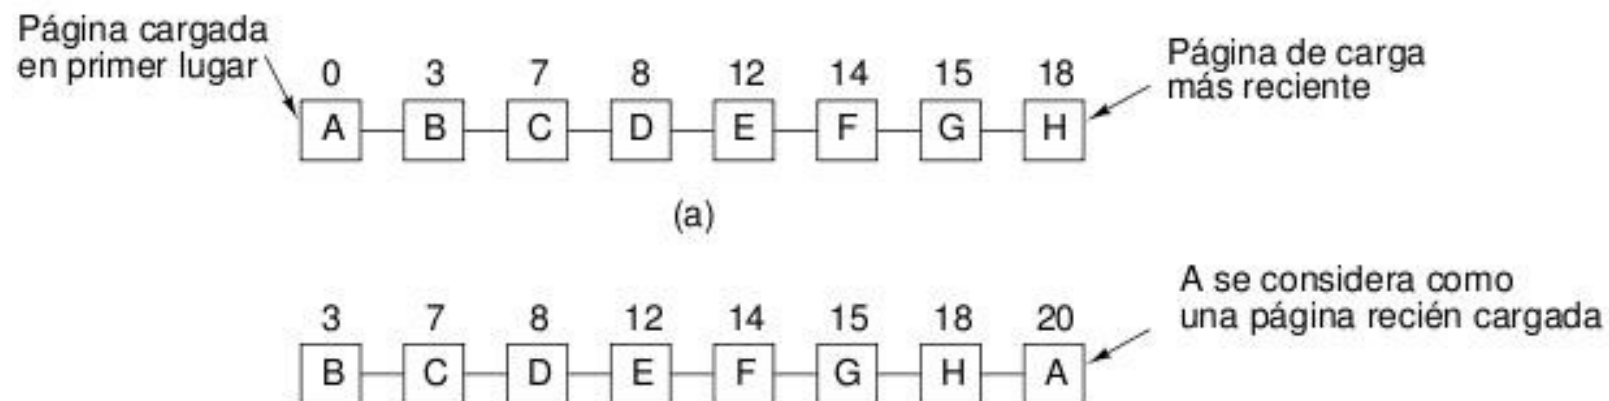 Página cargada
en primer lugar
0 3 7 8 12 14 15 18
A B C D E F G H
Página de carga
más reciente
(a)
3 7 8 12 14 15 18 20
B C D E F G H A
A se considera como
una página recién cargada